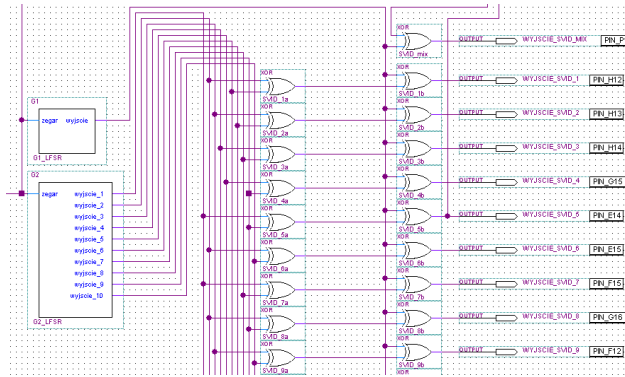 XOR
SVID_mix
OUTPUT
WYJSCIE_SVID_MIX
XOR
SVID_1a
XOR
SVID_1b
OUTPUT
WYJSCIE_SVID_1
PIN_H12
G1
zegar wyjscie
G1_LFSR
XOR
SVID_2a
XOR
SVID_2b
OUTPUT
WYJSCIE_SVID_2
PIN_H13
XOR
SVID_3a
XOR
SVID_3b
OUTPUT
WYJSCIE_SVID_3
PIN_H14
G2
zegar wyjscie_1
wyjscie_2
wyjscie_3
wyjscie_4
wyjscie_5
wyjscie_6
wyjscie_7
wyjscie_8
wyjscie_9
wyjscie_10
G2_LFSR
XOR
SVID_4a
XOR
SVID_4b
OUTPUT
WYJSCIE_SVID_4
PIN_G15
XOR
SVID_5a
XOR
SVID_5b
OUTPUT
WYJSCIE_SVID_5
PIN_E14
XOR
SVID_6a
XOR
SVID_6b
OUTPUT
WYJSCIE_SVID_6
PIN_E15
XOR
SVID_7a
XOR
SVID_7b
OUTPUT
WYJSCIE_SVID_7
PIN_F15
XOR
SVID_8a
XOR
SVID_8b
OUTPUT
WYJSCIE_SVID_8
PIN_G16
XOR
SVID_9a
XOR
SVID_9b
OUTPUT
WYJSCIE_SVID_9
PIN_F12
XOR